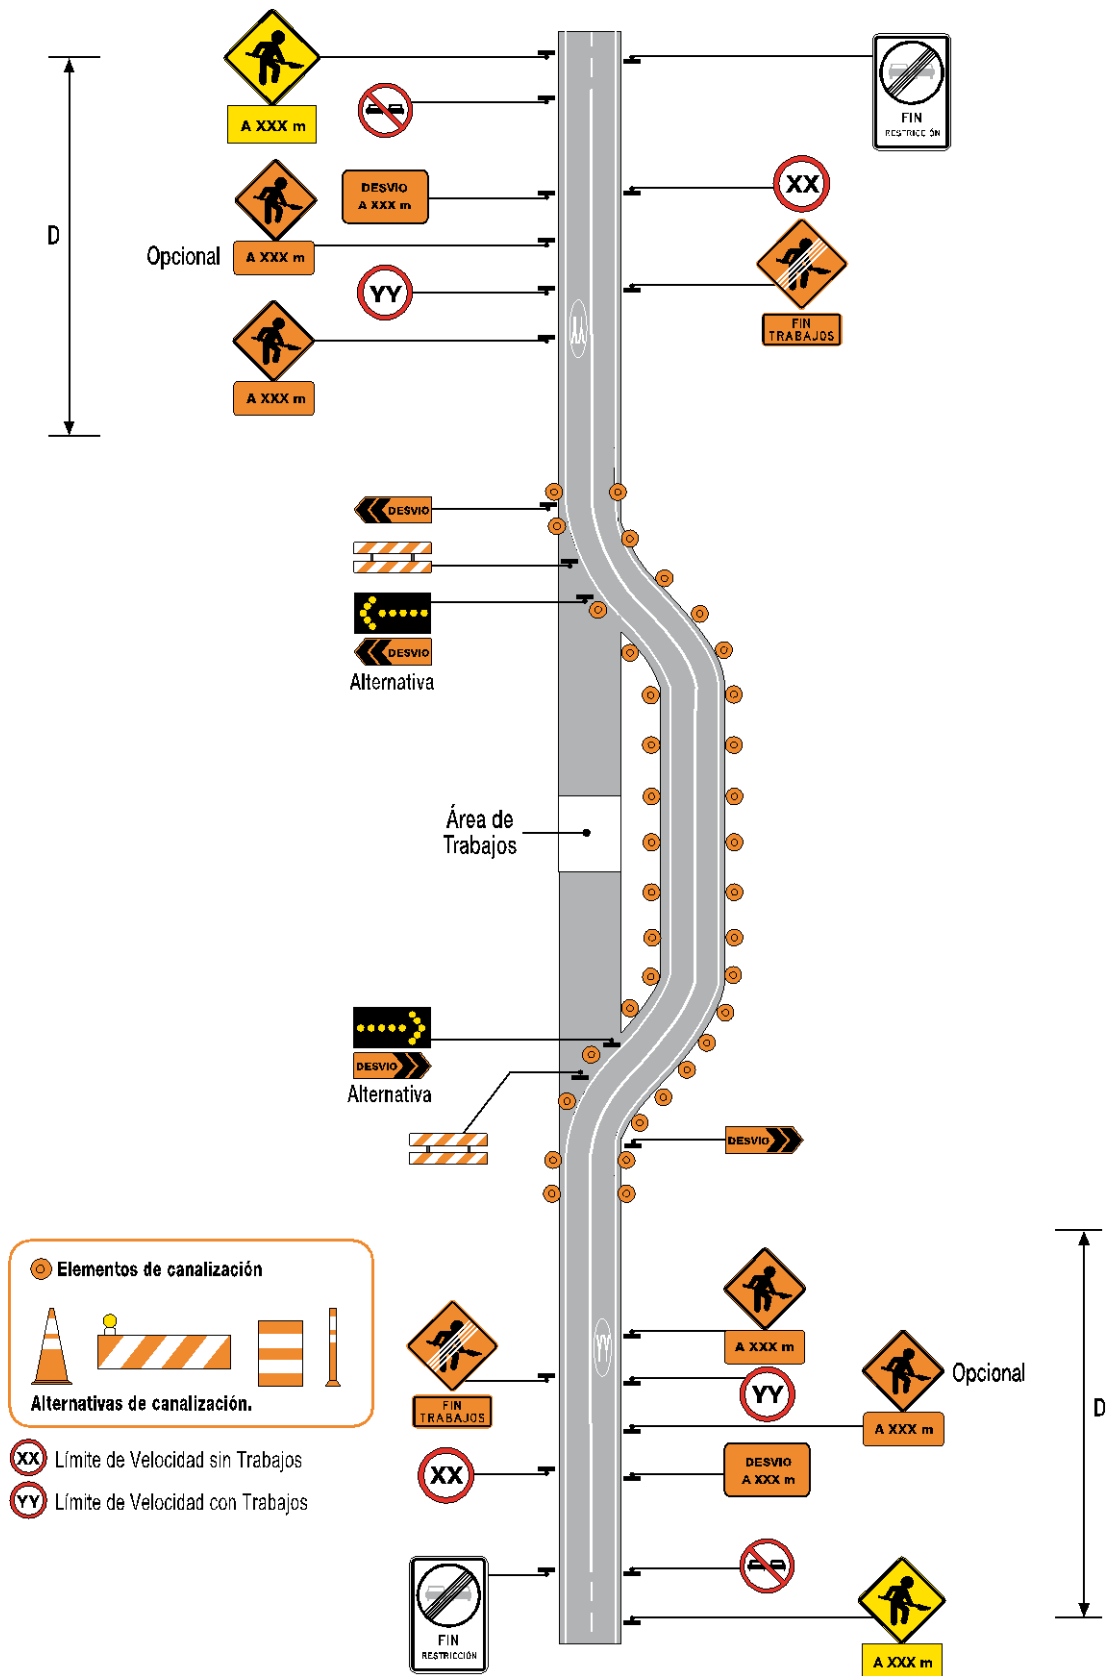 A XXX m
FIN
RESTRICCIÓN
DESVIO
A XXX m
XX
D
Opcional
A XXX m
YY
FIN
TRABAJOS
A XXX m
YY
DESVIO
DESVIO
Alternativa
Área de
Trabajos
DESVIO
Alternativa
DESVIO
Elementos de canalización
Alternativas de canalización.
XX Límite de Velocidad sin Trabajos
YY Límite de Velocidad con Trabajos
YY
A XXX m
FIN
TRABAJOS
YY
Opcional
A XXX m
D
XX
DESVIO
A XXX m
FIN
RESTRICCIÓN
A XXX m